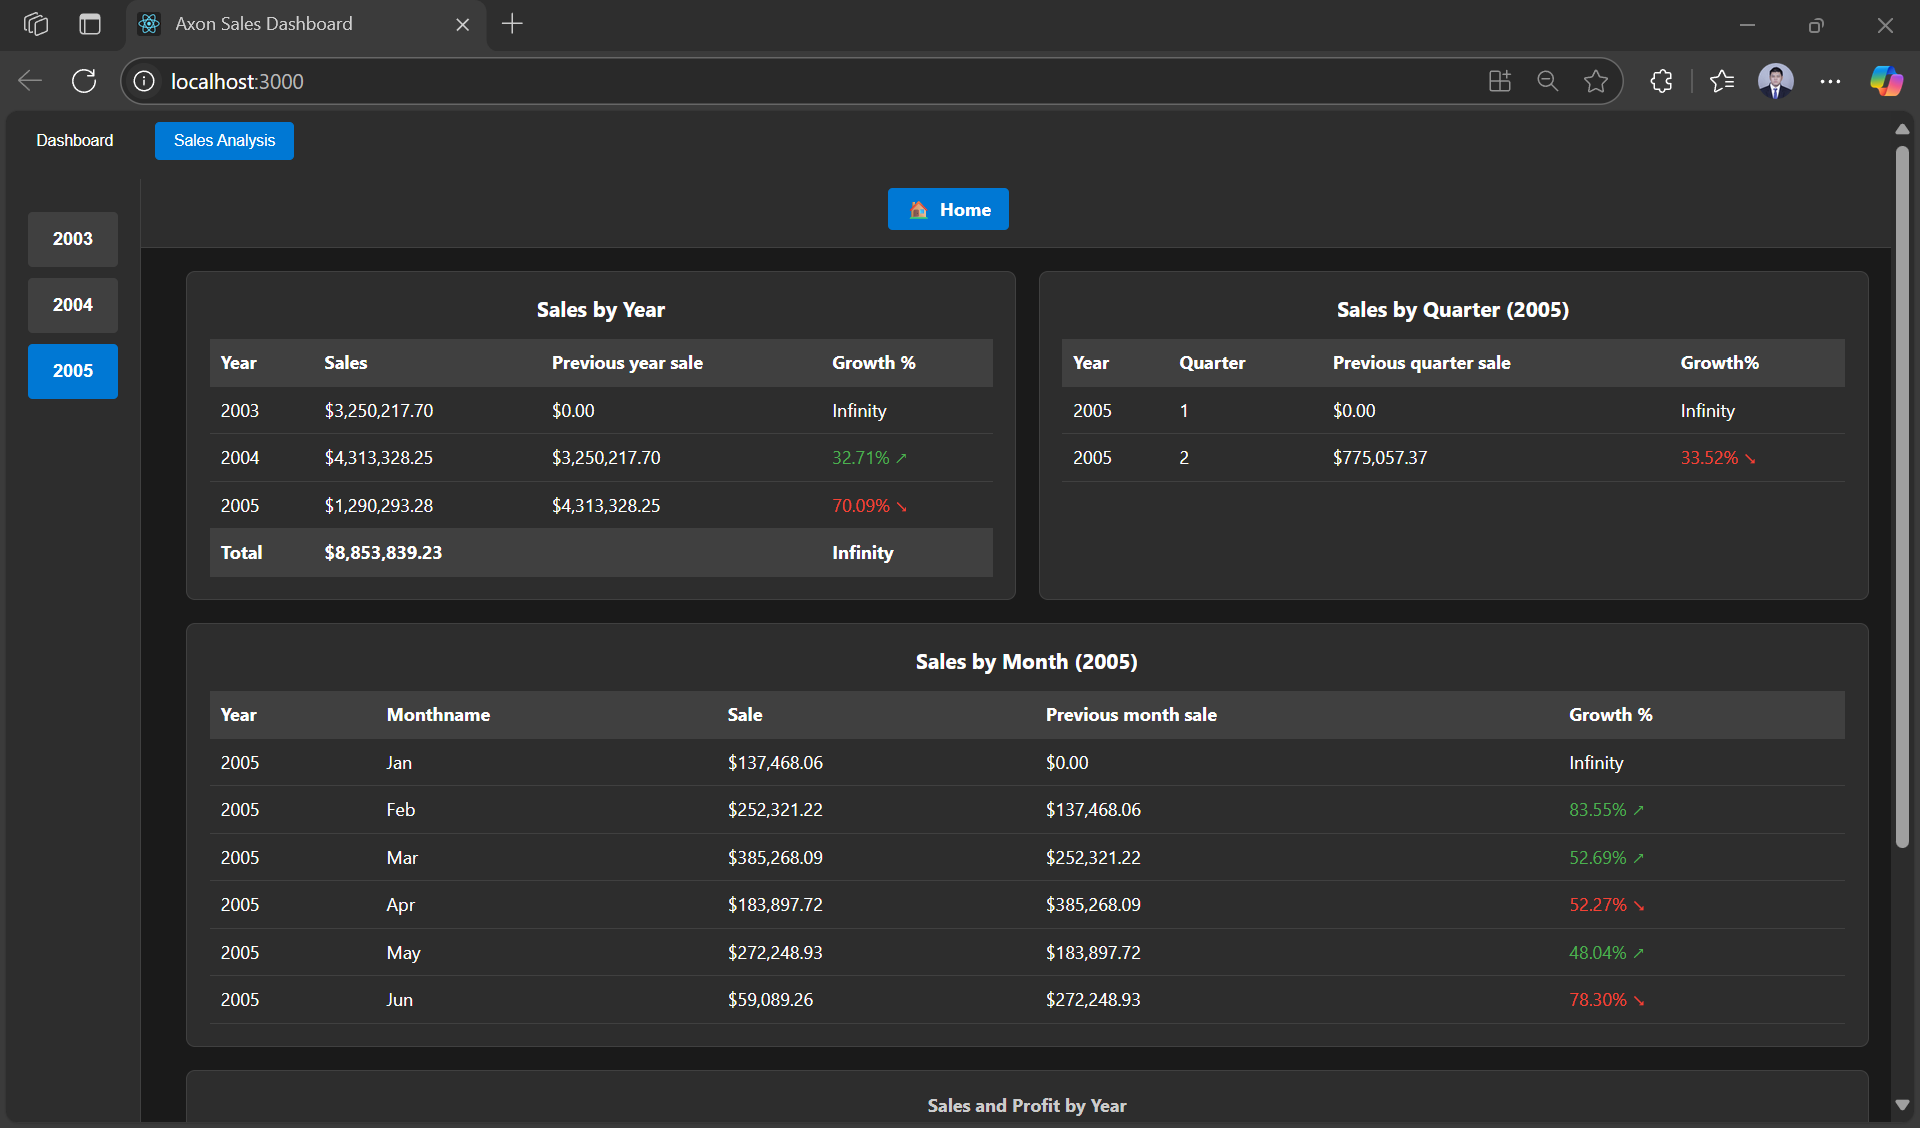 Axon Sales Dashboard
localhost:3000
Dashboard Sales Analysis
Home
2003
2004
2005
Sales by Year
Year Sales Previous year sale Growth %
2003 $3,250,217.70 $0.00 Infinity
2004 $4,313,328.25 $3,250,217.70 32.71% ↗
2005 $1,290,293.28 $4,313,328.25 70.09% ↘
Total $8,853,839.23 Infinity
Sales by Quarter (2005)
Year Quarter Previous quarter sale Growth%
2005 1 $0.00 Infinity
2005 2 $775,057.37 33.52% ↘
Sales by Month (2005)
Year Monthname Sale Previous month sale Growth %
2005 Jan $137,468.06 $0.00 Infinity
2005 Feb $252,321.22 $137,468.06 83.55% ↗
2005 Mar $385,268.09 $252,321.22 52.69% ↗
2005 Apr $183,897.72 $385,268.09 52.27% ↘
2005 May $272,248.93 $183,897.72 48.04% ↗
2005 Jun $59,089.26 $272,248.93 78.30% ↘
Sales and Profit by Year